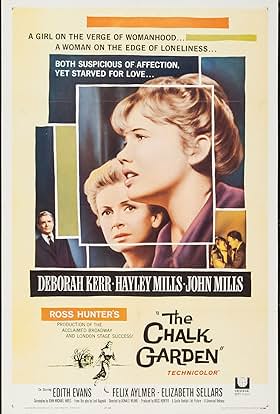 A GIRL ON THE VERGE OF WOMANHOOD...
A WOMAN ON THE EDGE OF LONELINESS...
BOTH SUSPICIOUS OF AFFECTION,
YET STARVED FOR LOVE...
DEBORAH KERR·HAYLEY MILLS·JOHN MILLS
ROSS HUNTER'S
PRODUCTION OF THE
ACCLAIMED BROADWAY
AND LONDON STAGE SUCCESS!
"The
CHALK
GARDEN"
TECHNICOLOR®
Co-Starring
EDITH EVANS
FELIX AYLMER
ELIZABETH SELLARS